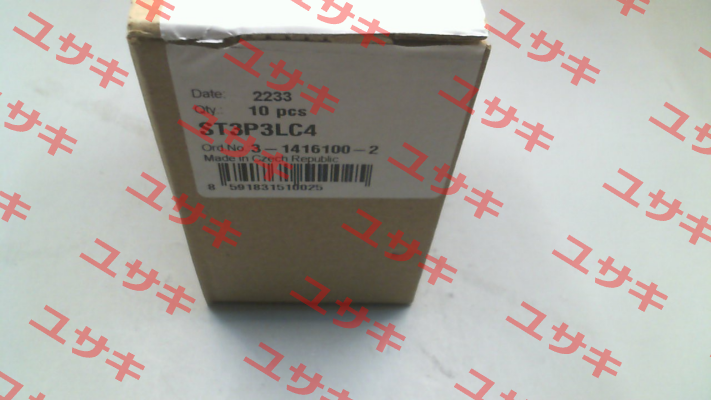 Date: 2233
Qty.: 10 pcs
ST3P3LC4
Ord.No. 3-1416100-2
Made in Czech Republic
8 591831510025
ユサキ